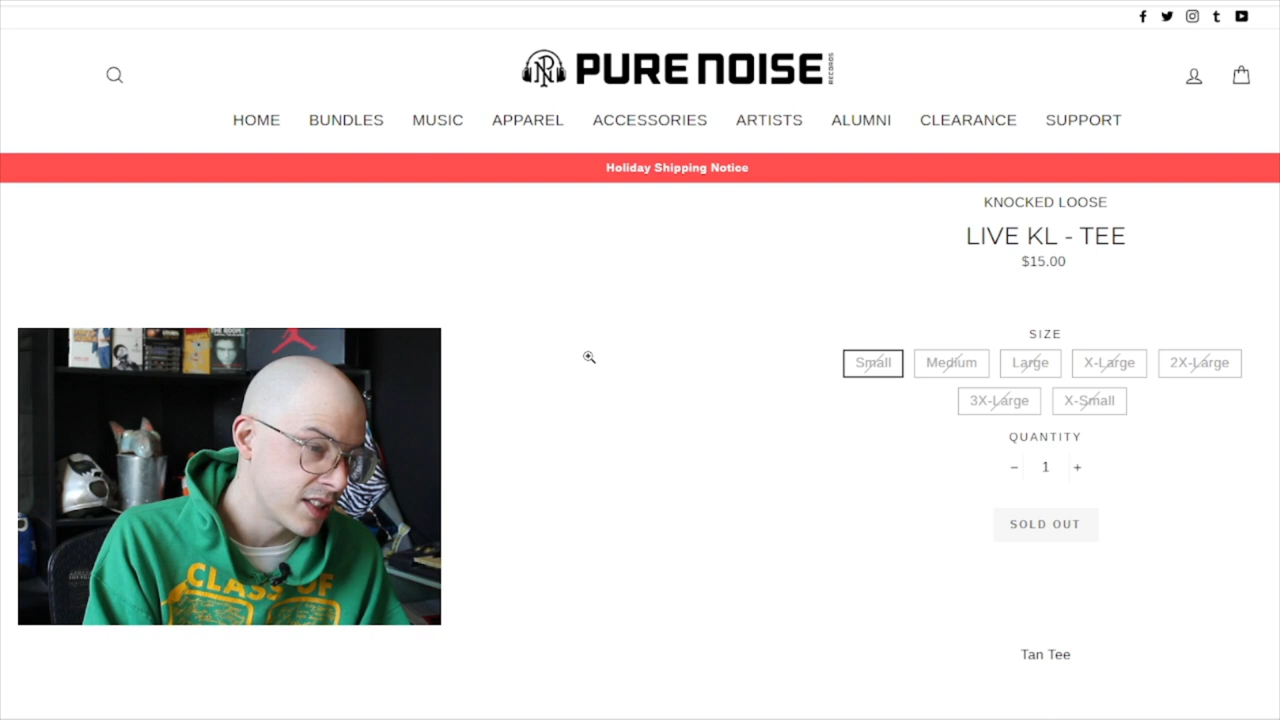 PURE NOISE
RECORDS
HOME BUNDLES MUSIC APPAREL ACCESSORIES ARTISTS ALUMNI CLEARANCE SUPPORT
Holiday Shipping Notice
KNOCKED LOOSE
LIVE KL - TEE
$15.00
SIZE
Small Medium Large X-Large 2X-Large
3X-Large X-Small
QUANTITY
− 1 +
SOLD OUT
Tan Tee
THE ROOM
CLASS OF